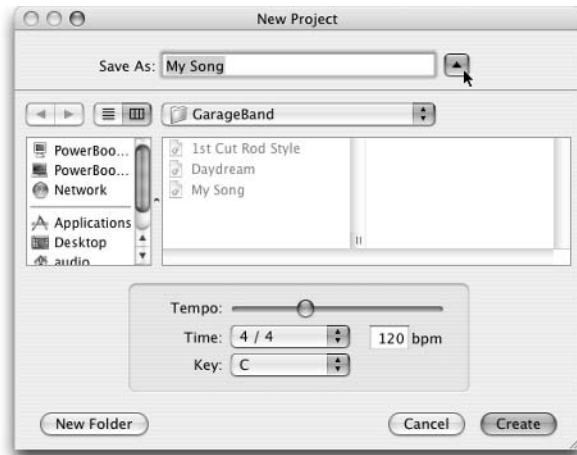 New Project
Save As: My Song
GarageBand
PowerBoo...
PowerBoo...
Network
Applications
Desktop
audio
1st Cut Rod Style
Daydream
My Song
Tempo:
Time: 4 / 4 120 bpm
Key: C
New Folder Cancel Create